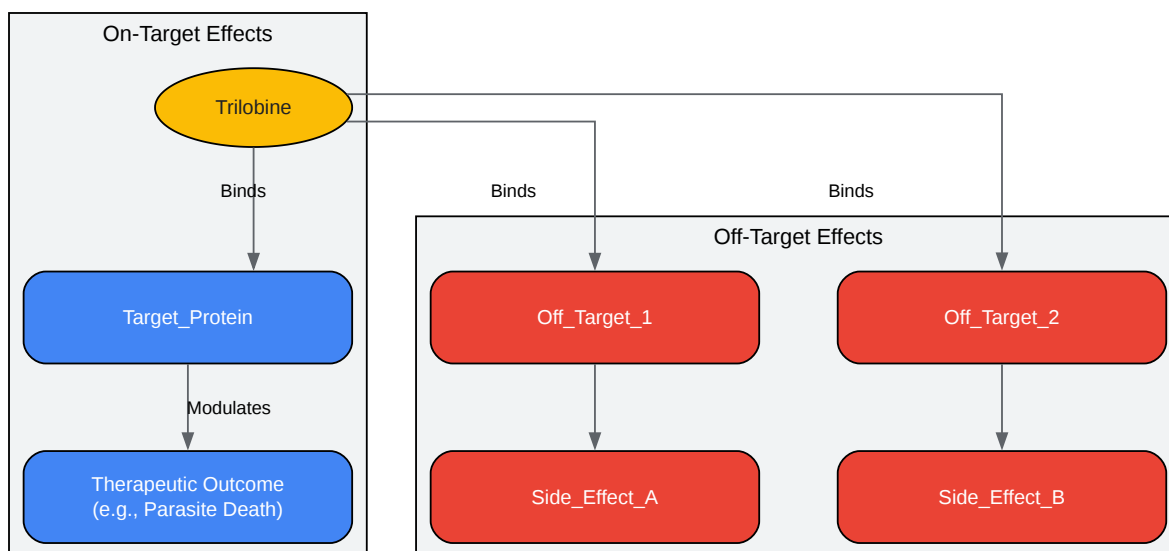 On-Target Effects
Trilobine
Binds
Binds
Binds
Off-Target Effects
Target_Protein
Off_Target_1
Off_Target_2
Modulates
Therapeutic Outcome
(e.g., Parasite Death)
Side_Effect_A
Side_Effect_B